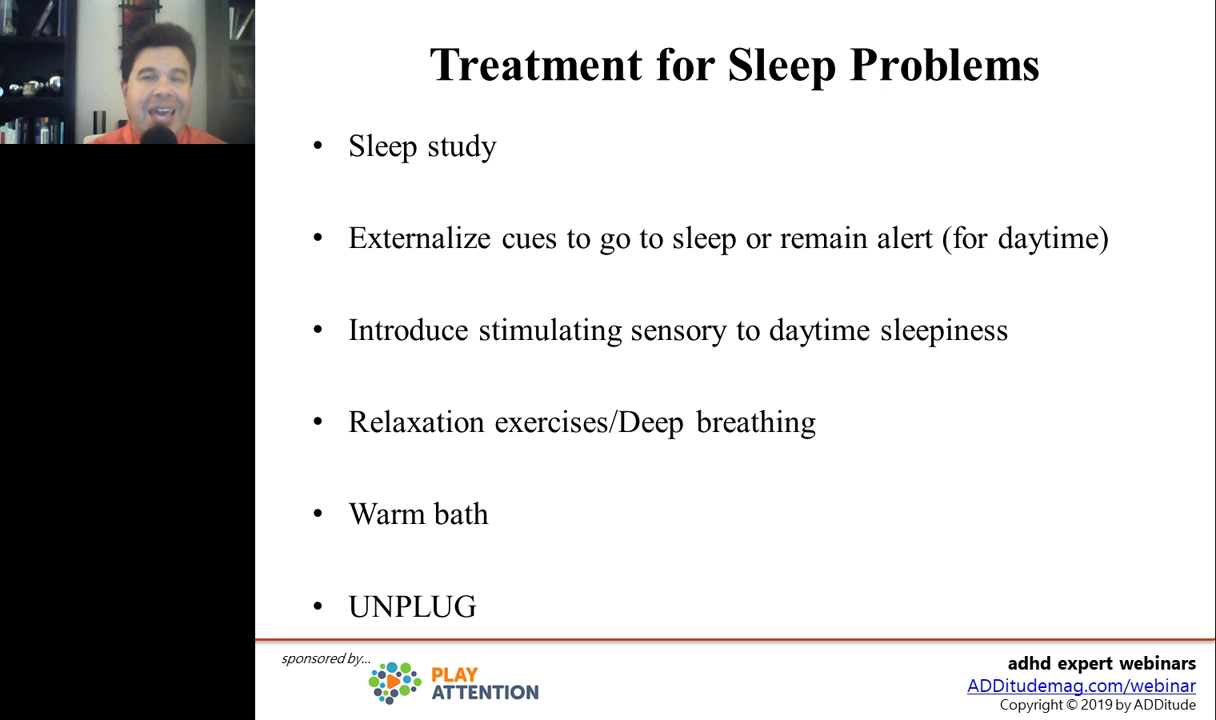 Treatment for Sleep Problems
• Sleep study
• Externalize cues to go to sleep or remain alert (for daytime)
• Introduce stimulating sensory to daytime sleepiness
• Relaxation exercises/Deep breathing
• Warm bath
• UNPLUG
sponsored by...
PLAY
ATTENTION
adhd expert webinars
ADDitudemag.com/webinar
Copyright © 2019 by ADDitude